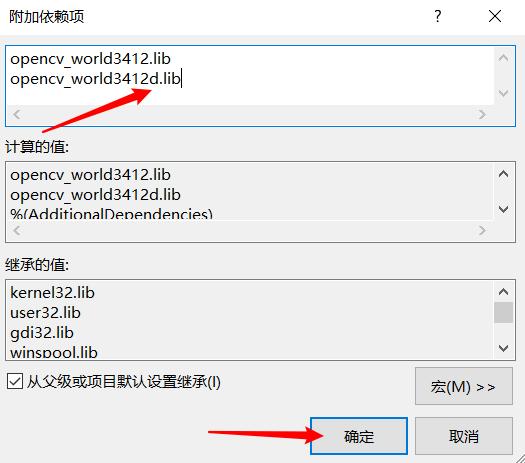 附加依赖项
opencv_world3412.lib
opencv_world3412d.lib
计算的值:
opencv_world3412.lib
opencv_world3412d.lib
%(AdditionalDependencies)
继承的值:
kernel32.lib
user32.lib
gdi32.lib
winspool.lib
从父级或项目默认设置继承(I)
宏(M) >>
确定
取消